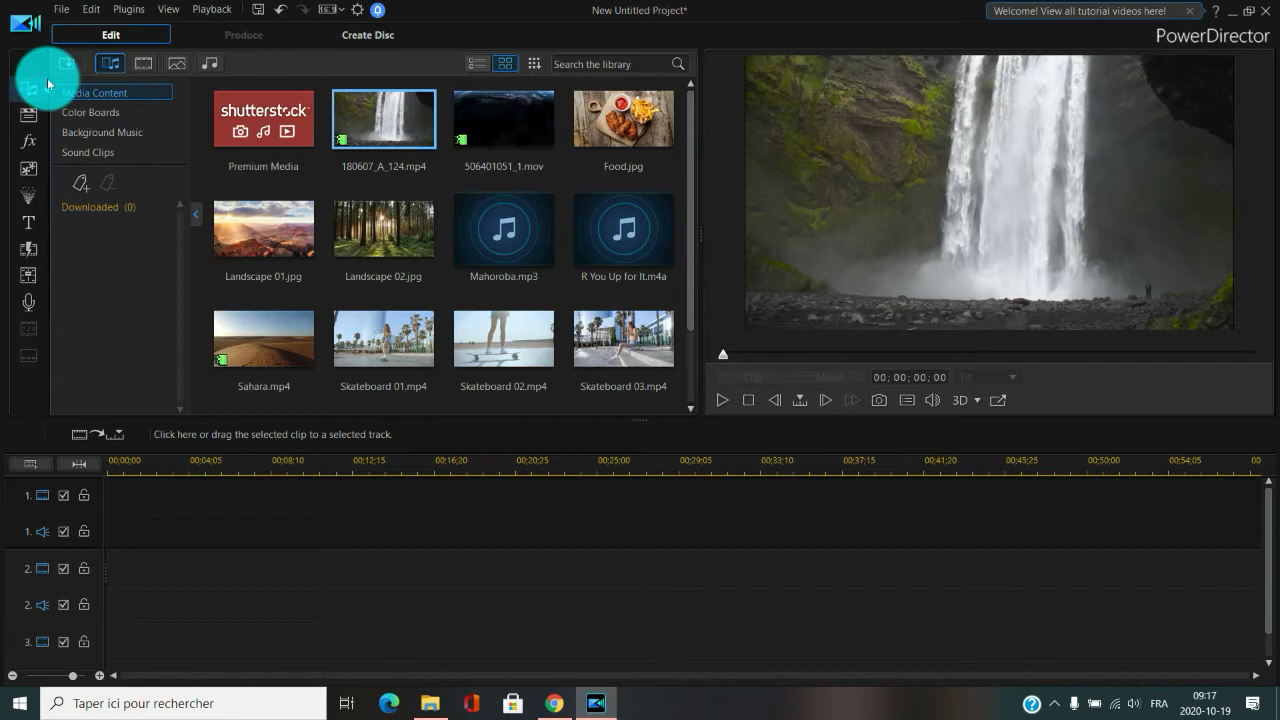 File Edit Plugins View Playback New Untitled Project* Welcome! View all tutorial videos here!
Edit Produce Create Disc PowerDirector
Search the library
Media Content
Color Boards
Background Music
Sound Clips
Downloaded (0)
shutterstock
Premium Media 180607_A_124.mp4 506401051_1.mov Food.jpg
Landscape 01.jpg Landscape 02.jpg Mahoroba.mp3 R You Up for It.m4a
Sahara.mp4 Skateboard 01.mp4 Skateboard 02.mp4 Skateboard 03.mp4
Clip Movie 00; 00; 00; 00 Fit
3D
Click here or drag the selected clip to a selected track.
00;00;00 00;04;05 00;08;10 00;12;15 00;16;20 00;20;25 00;25;00 00;29;05 00;33;10 00;37;15 00;41;20 00;45;25 00;50;00 00;54;05 00
1.
1.
2.
2.
3.
Taper ici pour rechercher FRA 09:17
2020-10-19